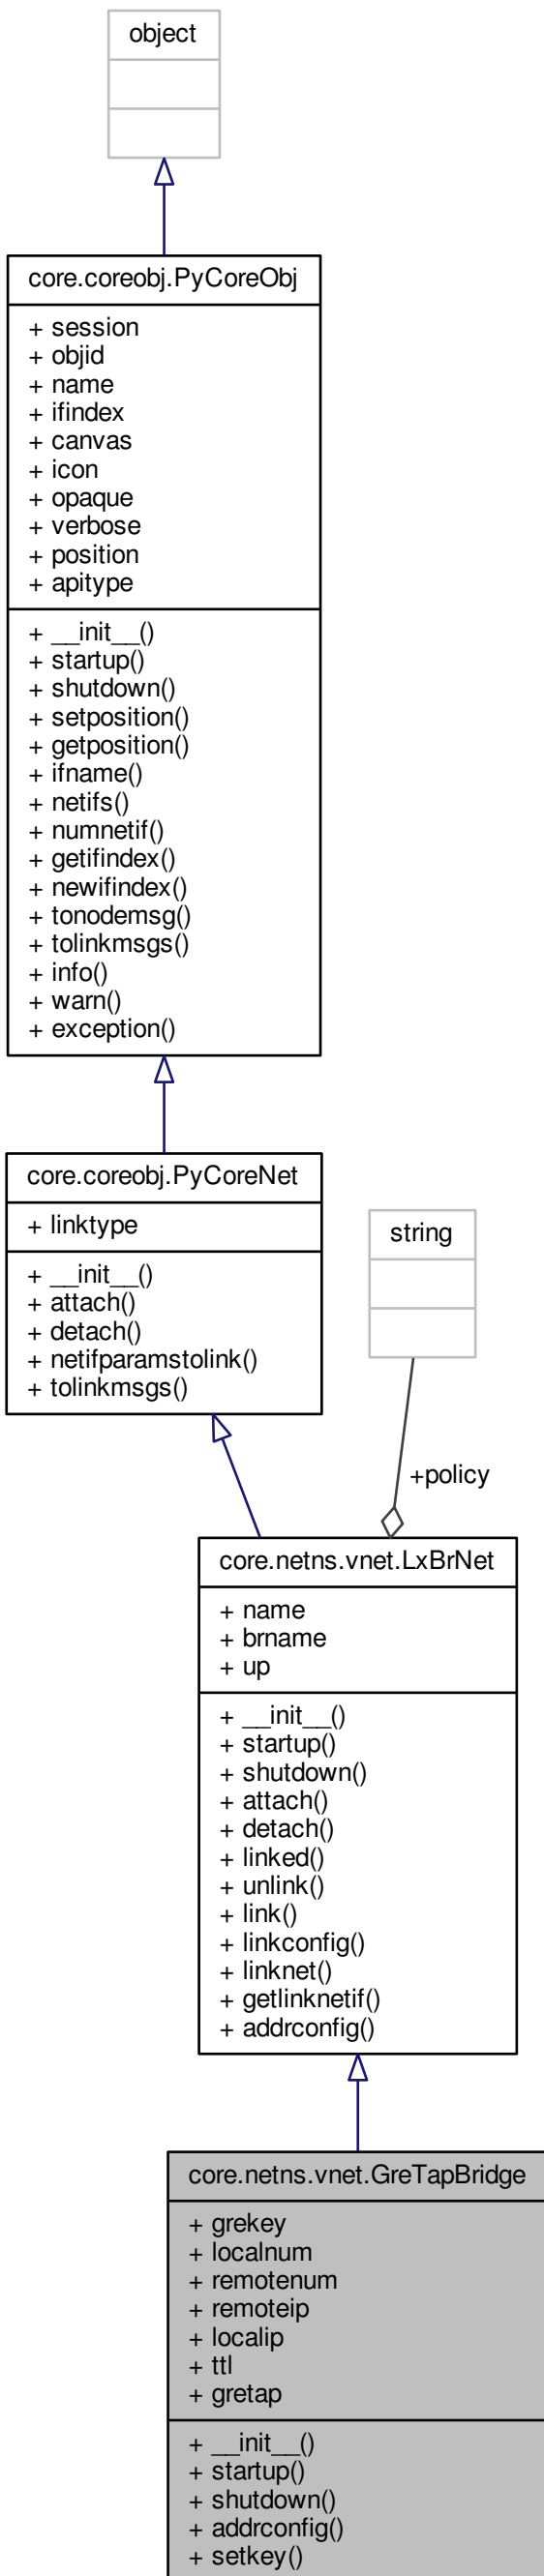 object
core.coreobj.PyCoreObj
+ session
+ objid
+ name
+ ifindex
+ canvas
+ icon
+ opaque
+ verbose
+ position
+ apitype
+ __init__()
+ startup()
+ shutdown()
+ setposition()
+ getposition()
+ ifname()
+ netifs()
+ numnetif()
+ getifindex()
+ newifindex()
+ tonodemsg()
+ tolinkmsgs()
+ info()
+ warn()
+ exception()
core.coreobj.PyCoreNet
+ linktype
+ __init__()
+ attach()
+ detach()
+ netifparamstolink()
+ tolinkmsgs()
string
+policy
core.netns.vnet.LxBrNet
+ name
+ brname
+ up
+ __init__()
+ startup()
+ shutdown()
+ attach()
+ detach()
+ linked()
+ unlink()
+ link()
+ linkconfig()
+ linknet()
+ getlinknetif()
+ addrconfig()
core.netns.vnet.GreTapBridge
+ grekey
+ localnum
+ remotenum
+ remoteip
+ localip
+ ttl
+ gretap
+ __init__()
+ startup()
+ shutdown()
+ addrconfig()
+ setkey()